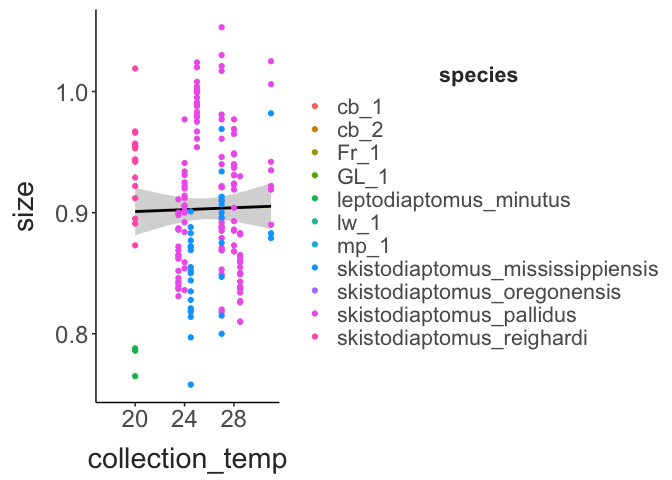 species
cb_1
cb_2
Fr_1
GL_1
leptodiaptomus_minutus
lw_1
mp_1
skistodiaptomus_mississippiensis
skistodiaptomus_oregonensis
skistodiaptomus_pallidus
skistodiaptomus_reighardi
size
1.0
0.9
0.8
20 24 28
collection_temp